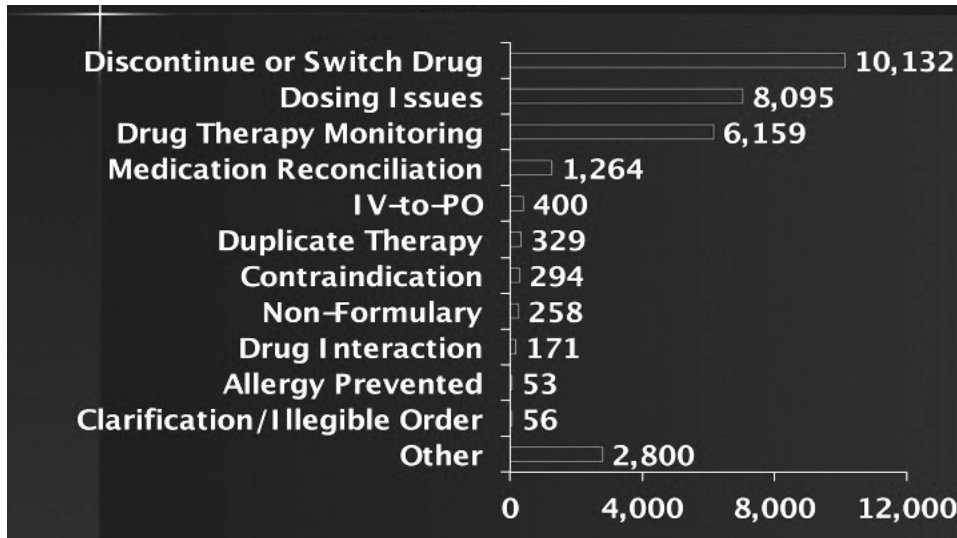 Discontinue or Switch Drug 10,132
Dosing Issues 8,095
Drug Therapy Monitoring 6,159
Medication Reconciliation 1,264
IV-to-PO 400
Duplicate Therapy 329
Contraindication 294
Non-Formulary 258
Drug Interaction 171
Allergy Prevented 53
Clarification/Illegible Order 56
Other 2,800
0 4,000 8,000 12,000